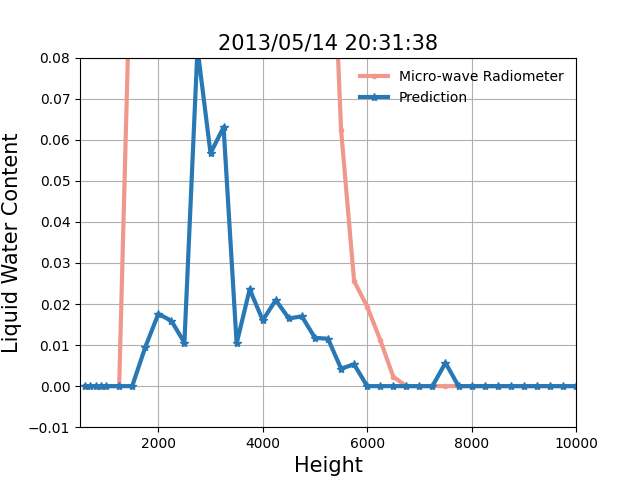 2013/05/14 20:31:38
Micro-wave Radiometer
Prediction
Liquid Water Content
0.08
0.07
0.06
0.05
0.04
0.03
0.02
0.01
0.00
−0.01
2000 4000 6000 8000 10000
Height